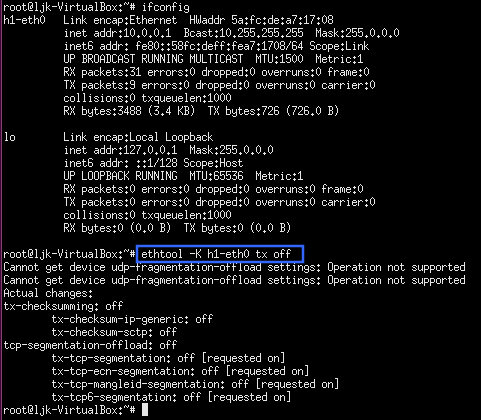 root@ljk-VirtualBox:~# ifconfig
h1-eth0   Link encap:Ethernet  HWaddr 5a:fc:de:a7:17:08
          inet addr:10.0.0.1  Bcast:10.255.255.255  Mask:255.0.0.0
          inet6 addr: fe80::58fc:deff:fea7:1708/64 Scope:Link
          UP BROADCAST RUNNING MULTICAST  MTU:1500  Metric:1
          RX packets:31 errors:0 dropped:0 overruns:0 frame:0
          TX packets:9 errors:0 dropped:0 overruns:0 carrier:0
          collisions:0 txqueuelen:1000
          RX bytes:3488 (3.4 KB)  TX bytes:726 (726.0 B)
lo        Link encap:Local Loopback
          inet addr:127.0.0.1  Mask:255.0.0.0
          inet6 addr: ::1/128 Scope:Host
          UP LOOPBACK RUNNING  MTU:65536  Metric:1
          RX packets:0 errors:0 dropped:0 overruns:0 frame:0
          TX packets:0 errors:0 dropped:0 overruns:0 carrier:0
          collisions:0 txqueuelen:1000
          RX bytes:0 (0.0 B)  TX bytes:0 (0.0 B)
root@ljk-VirtualBox:~# ethtool -K h1-eth0 tx off
Cannot get device udp-fragmentation-offload settings: Operation not supported
Cannot get device udp-fragmentation-offload settings: Operation not supported
Actual changes:
tx-checksumming: off
        tx-checksum-ip-generic: off
        tx-checksum-sctp: off
tcp-segmentation-offload: off
        tx-tcp-segmentation: off [requested on]
        tx-tcp-ecn-segmentation: off [requested on]
        tx-tcp-mangleid-segmentation: off [requested on]
        tx-tcp6-segmentation: off [requested on]
root@ljk-VirtualBox:~#